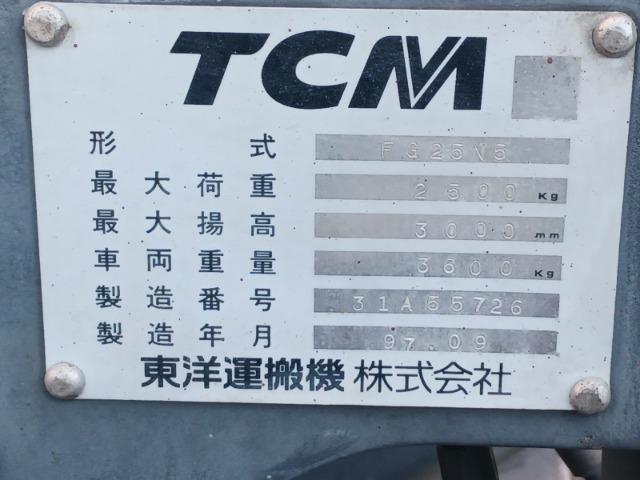 TCM
形式 FG25V5
最大荷重 2500 Kg
最大揚高 3000 mm
車両重量 3600 Kg
製造番号 31A55726
製造年月 97.09
東洋運搬機株式会社